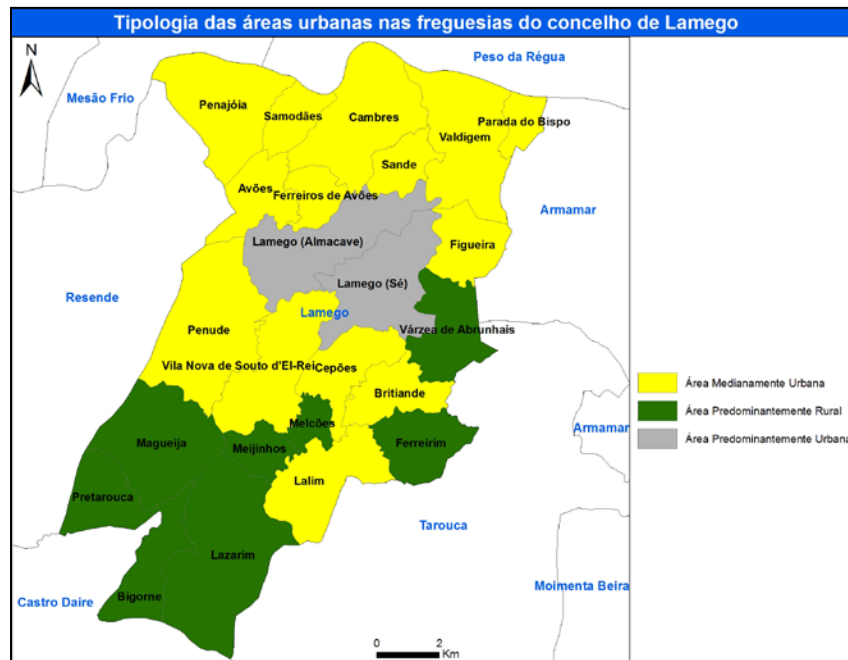 Tipologia das áreas urbanas nas freguesias do concelho de Lamego
N
Peso da Régua
Mesão Frio
Penajóia
Samodães
Cambres
Parada do Bispo
Valdigem
Sande
Avões
Ferreiros de Avões
Armamar
Lamego (Almacave)
Figueira
Lamego (Sé)
Resende
Lamego
Várzea de Abrunhais
Penude
Vila Nova de Souto d'El-Rei
Cepões
Britiande
Área Medianamente Urbana
Área Predominantemente Rural
Área Predominantemente Urbana
Melcões
Armamar
Magueija
Meijinhos
Ferreirim
Lalim
Pretarouca
Tarouca
Lazarim
Moimenta Beira
Castro Daire
Bigorne
0 2
Km